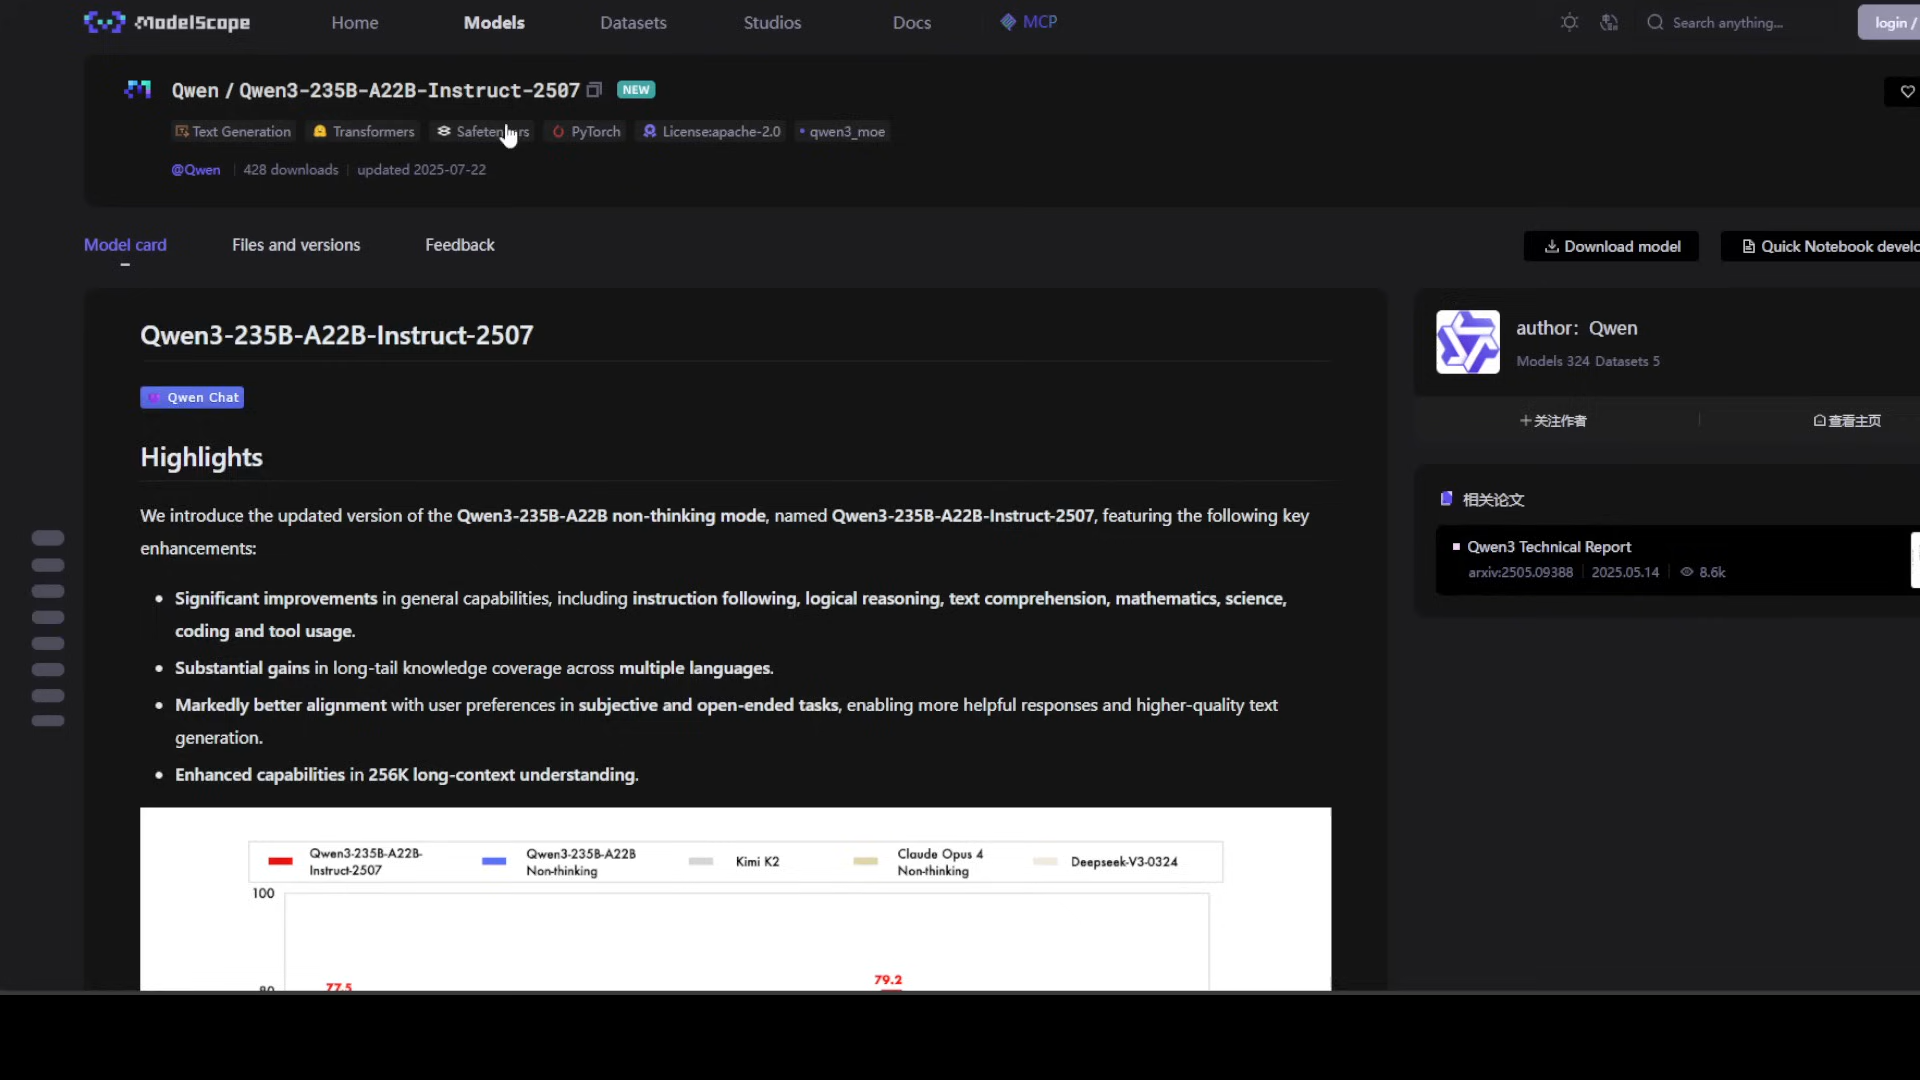 ModelScope
Home
Models
Datasets
Studios
Docs
MCP
Search anything...
login /
Qwen / Qwen3-235B-A22B-Instruct-2507
NEW
Text Generation
Transformers
PyTorch
License:apache-2.0
qwen3_moe
@Qwen
428 downloads
updated 2025-07-22
Model card
Files and versions
Feedback
Download model
Quick Notebook
Qwen3-235B-A22B-Instruct-2507
Qwen Chat
Highlights
We introduce the updated version of the Qwen3-235B-A22B non-thinking mode, named Qwen3-235B-A22B-Instruct-2507, featuring the following key
enhancements:
Significant improvements in general capabilities, including instruction following, logical reasoning, text comprehension, mathematics, science,
coding and tool usage.
Substantial gains in long-tail knowledge coverage across multiple languages.
Markedly better alignment with user preferences in subjective and open-ended tasks, enabling more helpful responses and higher-quality text
generation.
Enhanced capabilities in 256K long-context understanding.
Qwen3-235B-A22B-
Instruct-2507
Qwen3-235B-A22B
Non-thinking
Kimi K2
Claude Opus 4
Non-thinking
Deepseek-V3-0324
100
79.2
77.5
author: Qwen
Models 324 Datasets 5
关注作者
查看主页
相关论文
Qwen3 Technical Report
arxiv:2505.09388
2025.05.14
8.6k